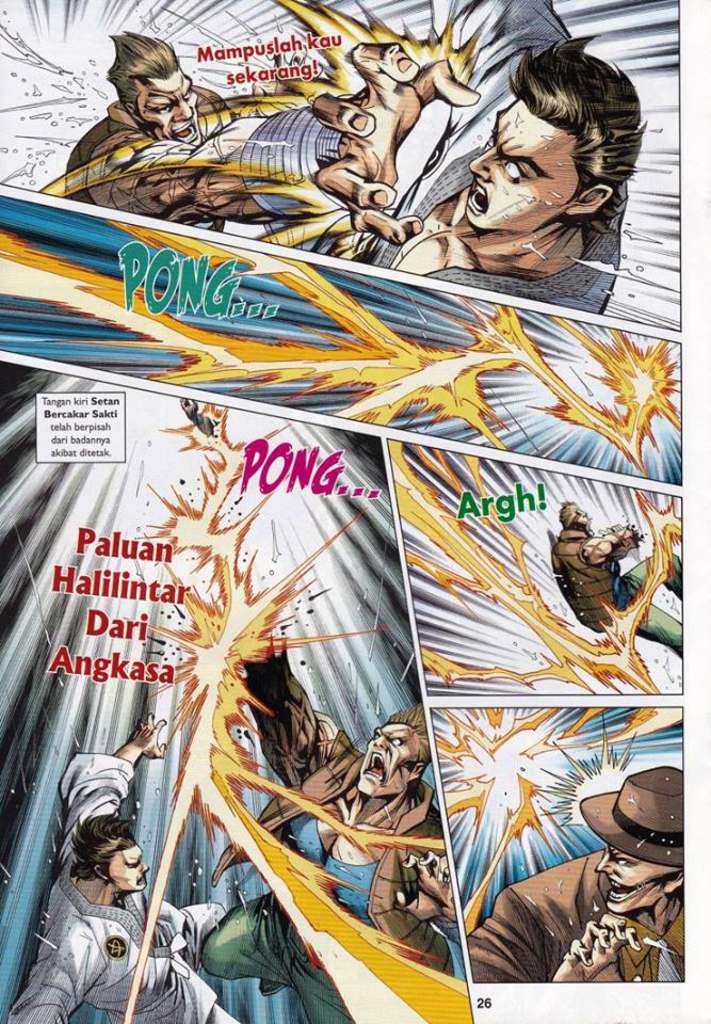 Mampuslah kau
sekarang!
PONG...
Tangan kiri Setan
Bercakar Sakti
telah berpisah
dari badannya
akibat ditetak.
PONG...
Paluan
Halilintar
Dari
Angkasa
Argh!
26